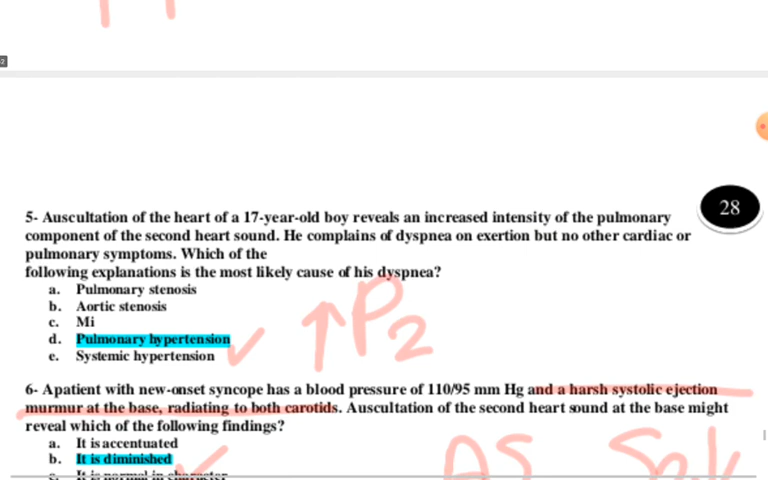 28
5- Auscultation of the heart of a 17-year-old boy reveals an increased intensity of the pulmonary
component of the second heart sound. He complains of dyspnea on exertion but no other cardiac or
pulmonary symptoms. Which of the
following explanations is the most likely cause of his dyspnea?
a. Pulmonary stenosis
b. Aortic stenosis
c. Mi
d. Pulmonary hypertension
e. Systemic hypertension
↑P2
6- Apatient with new-onset syncope has a blood pressure of 110/95 mm Hg and a harsh systolic ejection
murmur at the base, radiating to both carotids. Auscultation of the second heart sound at the base might
reveal which of the following findings?
a. It is accentuated
b. It is diminished
AS
It is normal in character